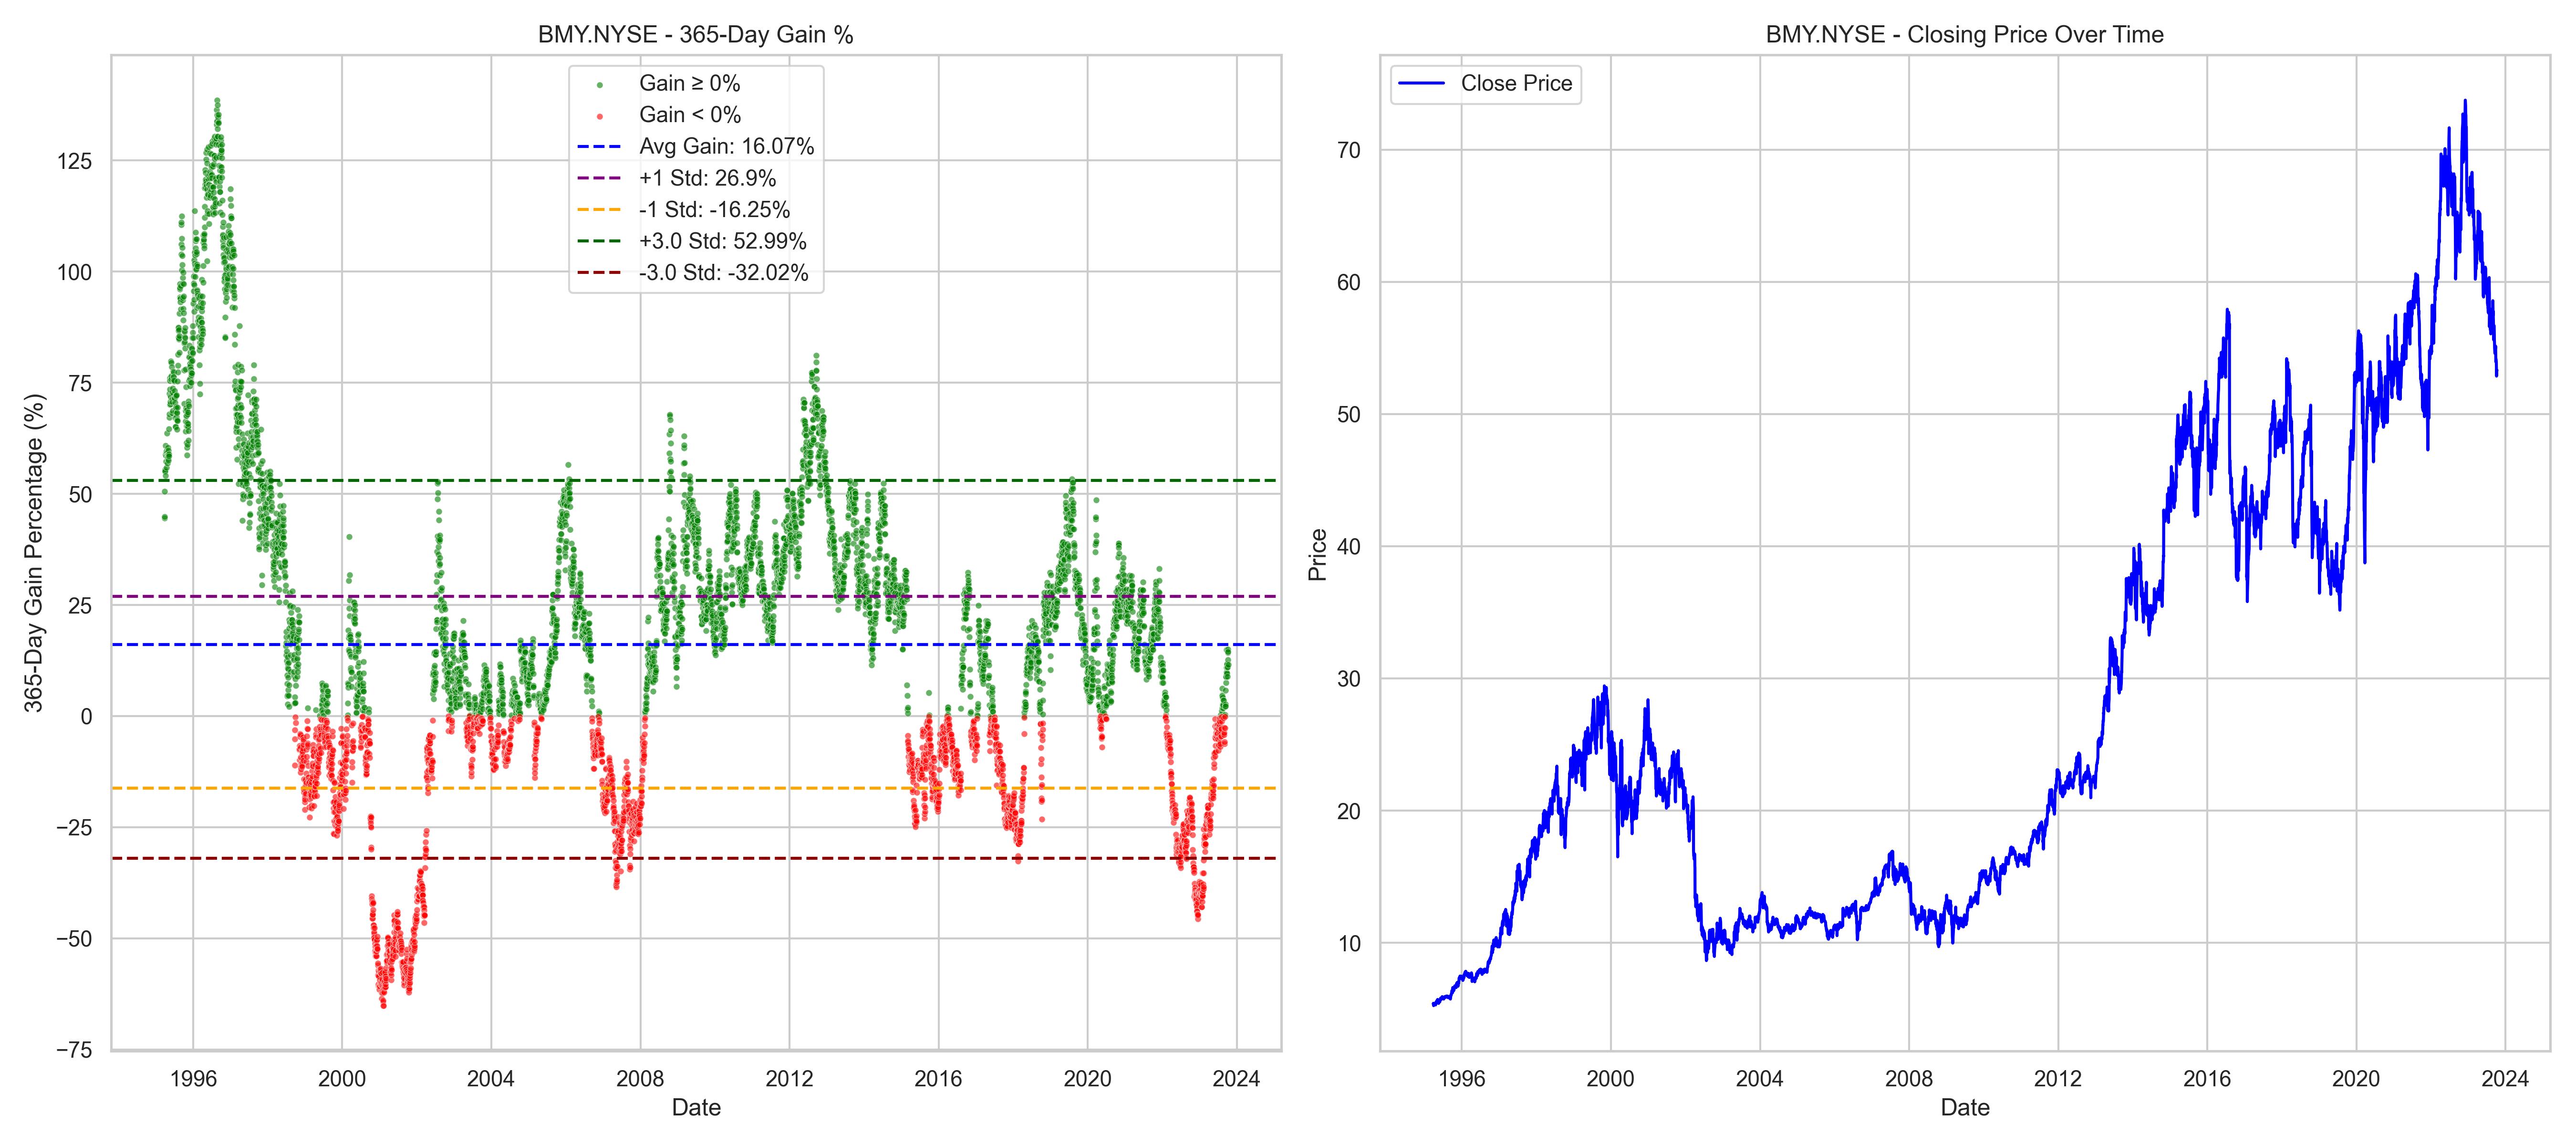 BMY.NYSE - 365-Day Gain %
Gain ≥ 0%
Gain < 0%
Avg Gain: 16.07%
+1 Std: 26.9%
-1 Std: -16.25%
+3.0 Std: 52.99%
-3.0 Std: -32.02%
365-Day Gain Percentage (%)
125
100
75
50
25
0
−25
−50
−75
1996
2000
2004
2008
2012
2016
2020
2024
Date
BMY.NYSE - Closing Price Over Time
Close Price
Price
70
60
50
40
30
20
10
1996
2000
2004
2008
2012
2016
2020
2024
Date